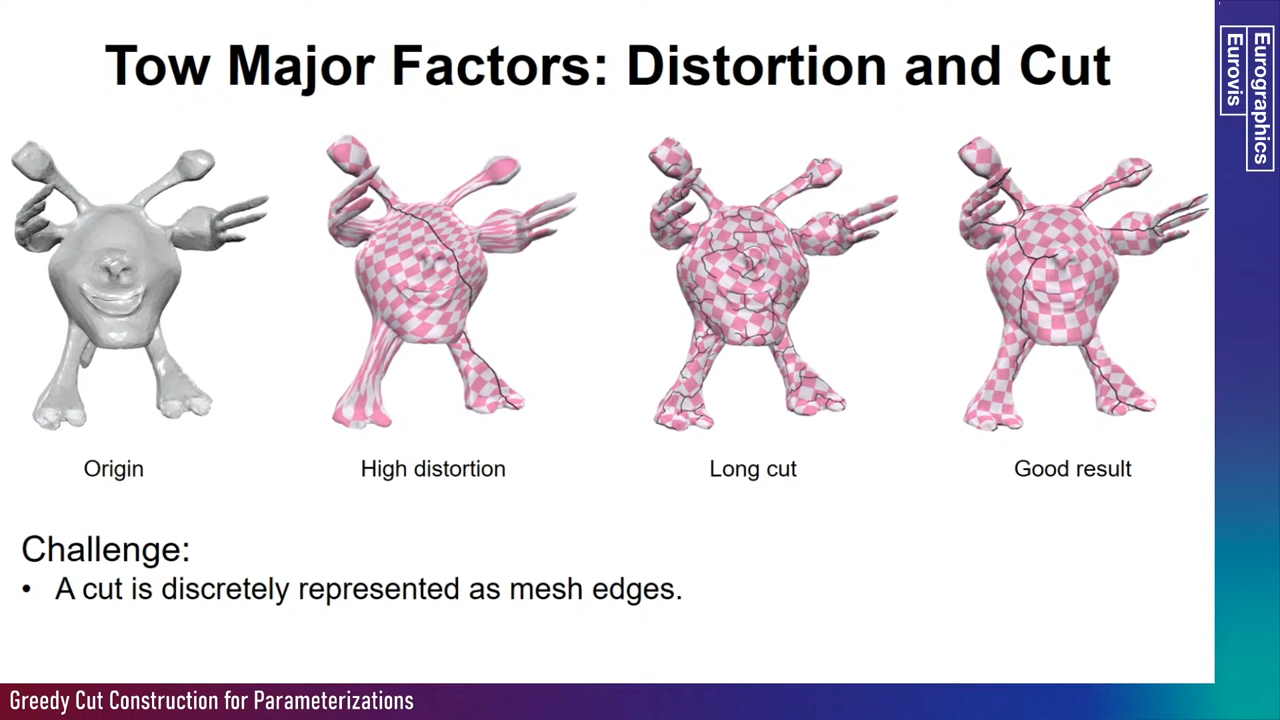 Tow Major Factors: Distortion and Cut
Eurographics
Eurovis
Origin
High distortion
Long cut
Good result
Challenge:
• A cut is discretely represented as mesh edges.
Greedy Cut Construction for Parameterizations